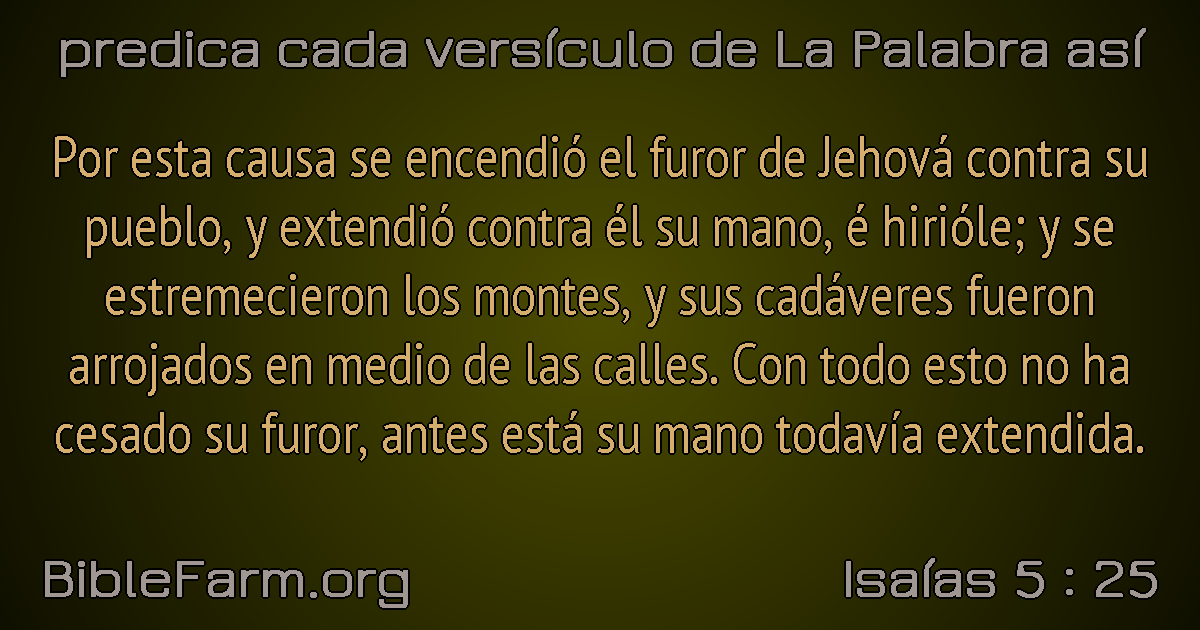 predica cada versículo de La Palabra así
Por esta causa se encendió el furor de Jehová contra su
pueblo, y extendió contra él su mano, é hirióle; y se
estremecieron los montes, y sus cadáveres fueron
arrojados en medio de las calles. Con todo esto no ha
cesado su furor, antes está su mano todavía extendida.
BibleFarm.org
Isaías 5 : 25